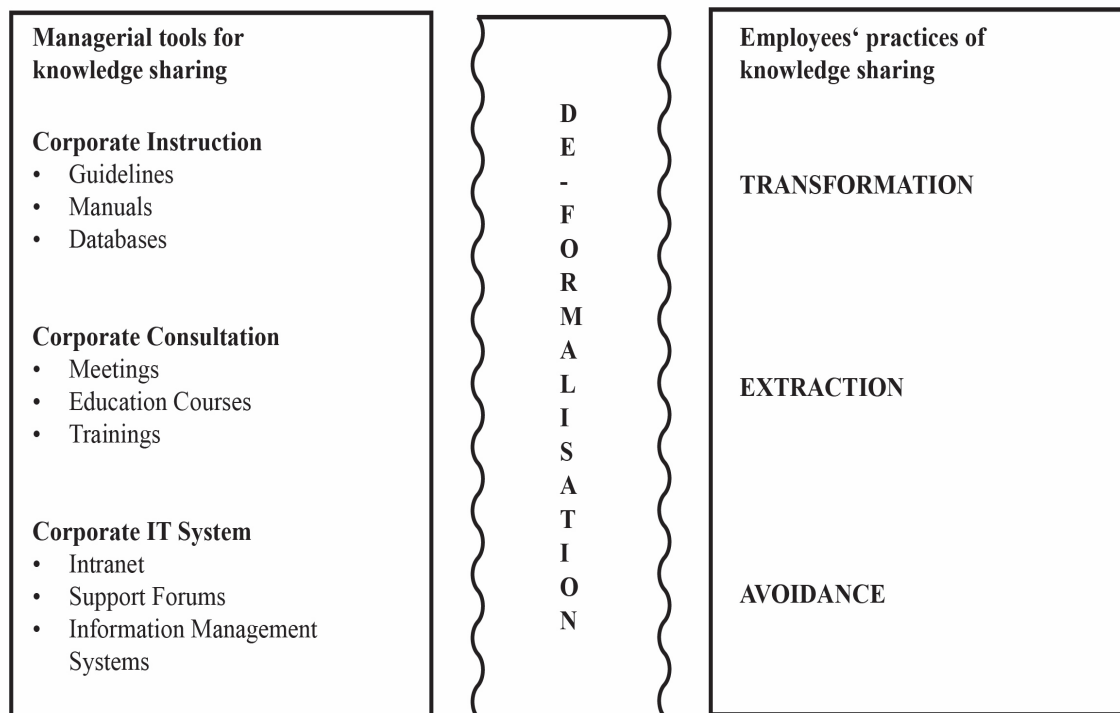 Managerial tools for
knowledge sharing
Corporate Instruction
• Guidelines
• Manuals
• Databases
Corporate Consultation
• Meetings
• Education Courses
• Trainings
Corporate IT System
• Intranet
• Support Forums
• Information Management
Systems
D
E
-
F
O
R
M
A
L
I
S
A
T
I
O
N
Employees‘ practices of
knowledge sharing
TRANSFORMATION
EXTRACTION
AVOIDANCE